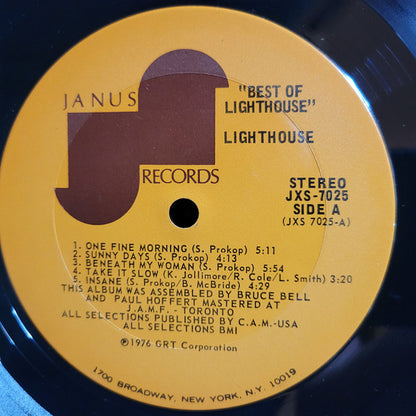 JANUS
RECORDS
"BEST OF
LIGHTHOUSE"
LIGHTHOUSE
STEREO
JXS-7025
SIDE A
(JXS 7025-A)
1. ONE FINE MORNING (S. Prokop) 5:11
2. SUNNY DAYS (S. Prokop) 4:13
3. BENEATH MY WOMAN (S. Prokop) 5:54
4. TAKE IT SLOW (K. Jollimore/R. Cole/L. Smith) 3:20
5. INSANE (S. Prokop/B. McBride) 4:29
THIS ALBUM WAS ASSEMBLED BY BRUCE BELL
AND PAUL HOFFERT MASTERED AT
J.A.M.F. - TORONTO
ALL SELECTIONS PUBLISHED BY C.A.M.-USA
ALL SELECTIONS BMI
℗1976 GRT Corporation
1700 BROADWAY, NEW YORK, N.Y. 10019